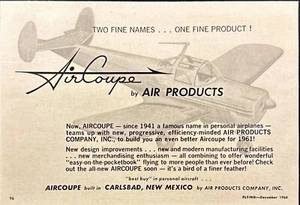 TWO FINE NAMES . . . ONE FINE PRODUCT !
AirCoupe
by AIR PRODUCTS
Now, AIRCOUPE — since 1941 a famous name in personal airplanes —
teams up with new, progressive, efficiency-minded AIR PRODUCTS
COMPANY, INC., to build you an even better Aircoupe for 1961!
New design improvements . . . new and modern manufacturing facilities
. . . new merchandising enthusiasm — all combining to offer wonderful
"easy-on-the-pocketbook" flying to more people than ever before! Check
out the all-new AIRCOUPE soon — it's a bird of a finer feather!
"best buy" in personal aircraft . . .
AIRCOUPE built in CARLSBAD, NEW MEXICO by AIR PRODUCTS COMPANY, INC.
96
FLYING—December 1960